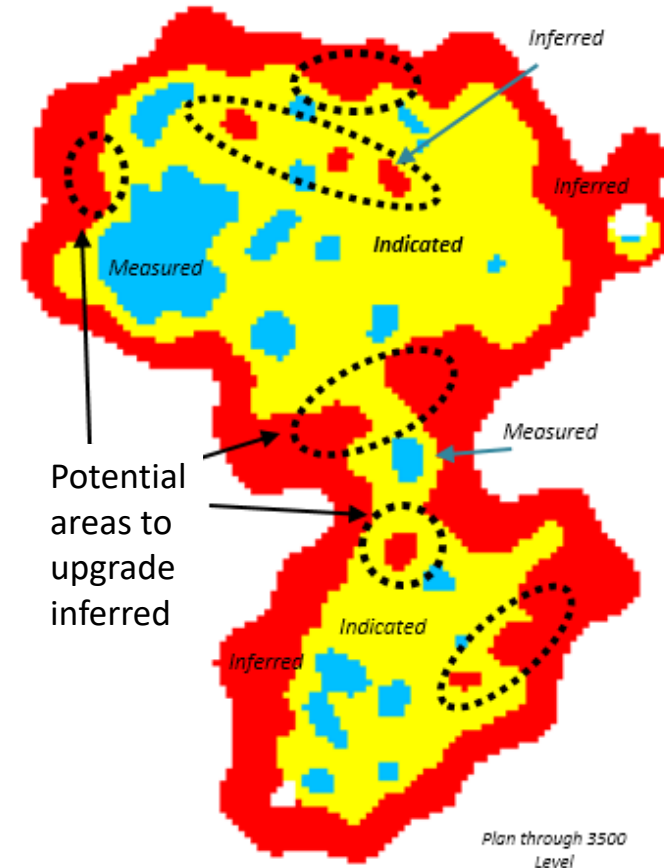 Inferred
Inferred
Indicated
Measured
Measured
Potential
areas to
upgrade
inferred
Indicated
Inferred
Plan through 3500
Level